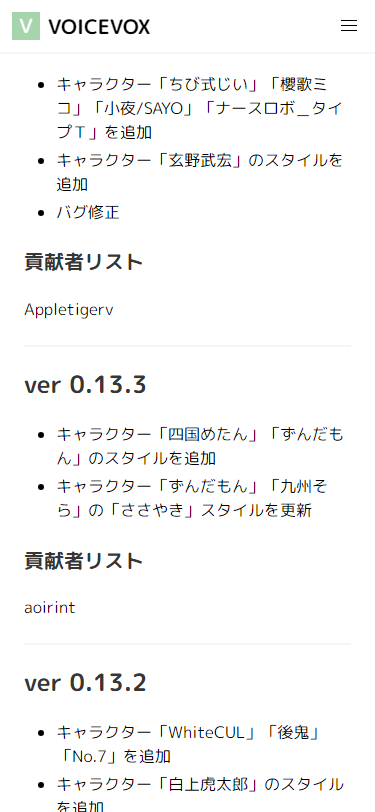 V VOICEVOX
キャラクター「ちび式じい」「櫻歌ミ
コ」「小夜/SAYO」「ナースロボ＿タイ
プＴ」を追加
キャラクター「玄野武宏」のスタイルを
追加
バグ修正
貢献者リスト
Appletigerv
ver 0.13.3
キャラクター「四国めたん」「ずんだも
ん」のスタイルを追加
キャラクター「ずんだもん」「九州そ
ら」の「ささやき」スタイルを更新
貢献者リスト
aoirint
ver 0.13.2
キャラクター「WhiteCUL」「後鬼」
「No.7」を追加
キャラクター「白上虎太郎」のスタイル
を追加